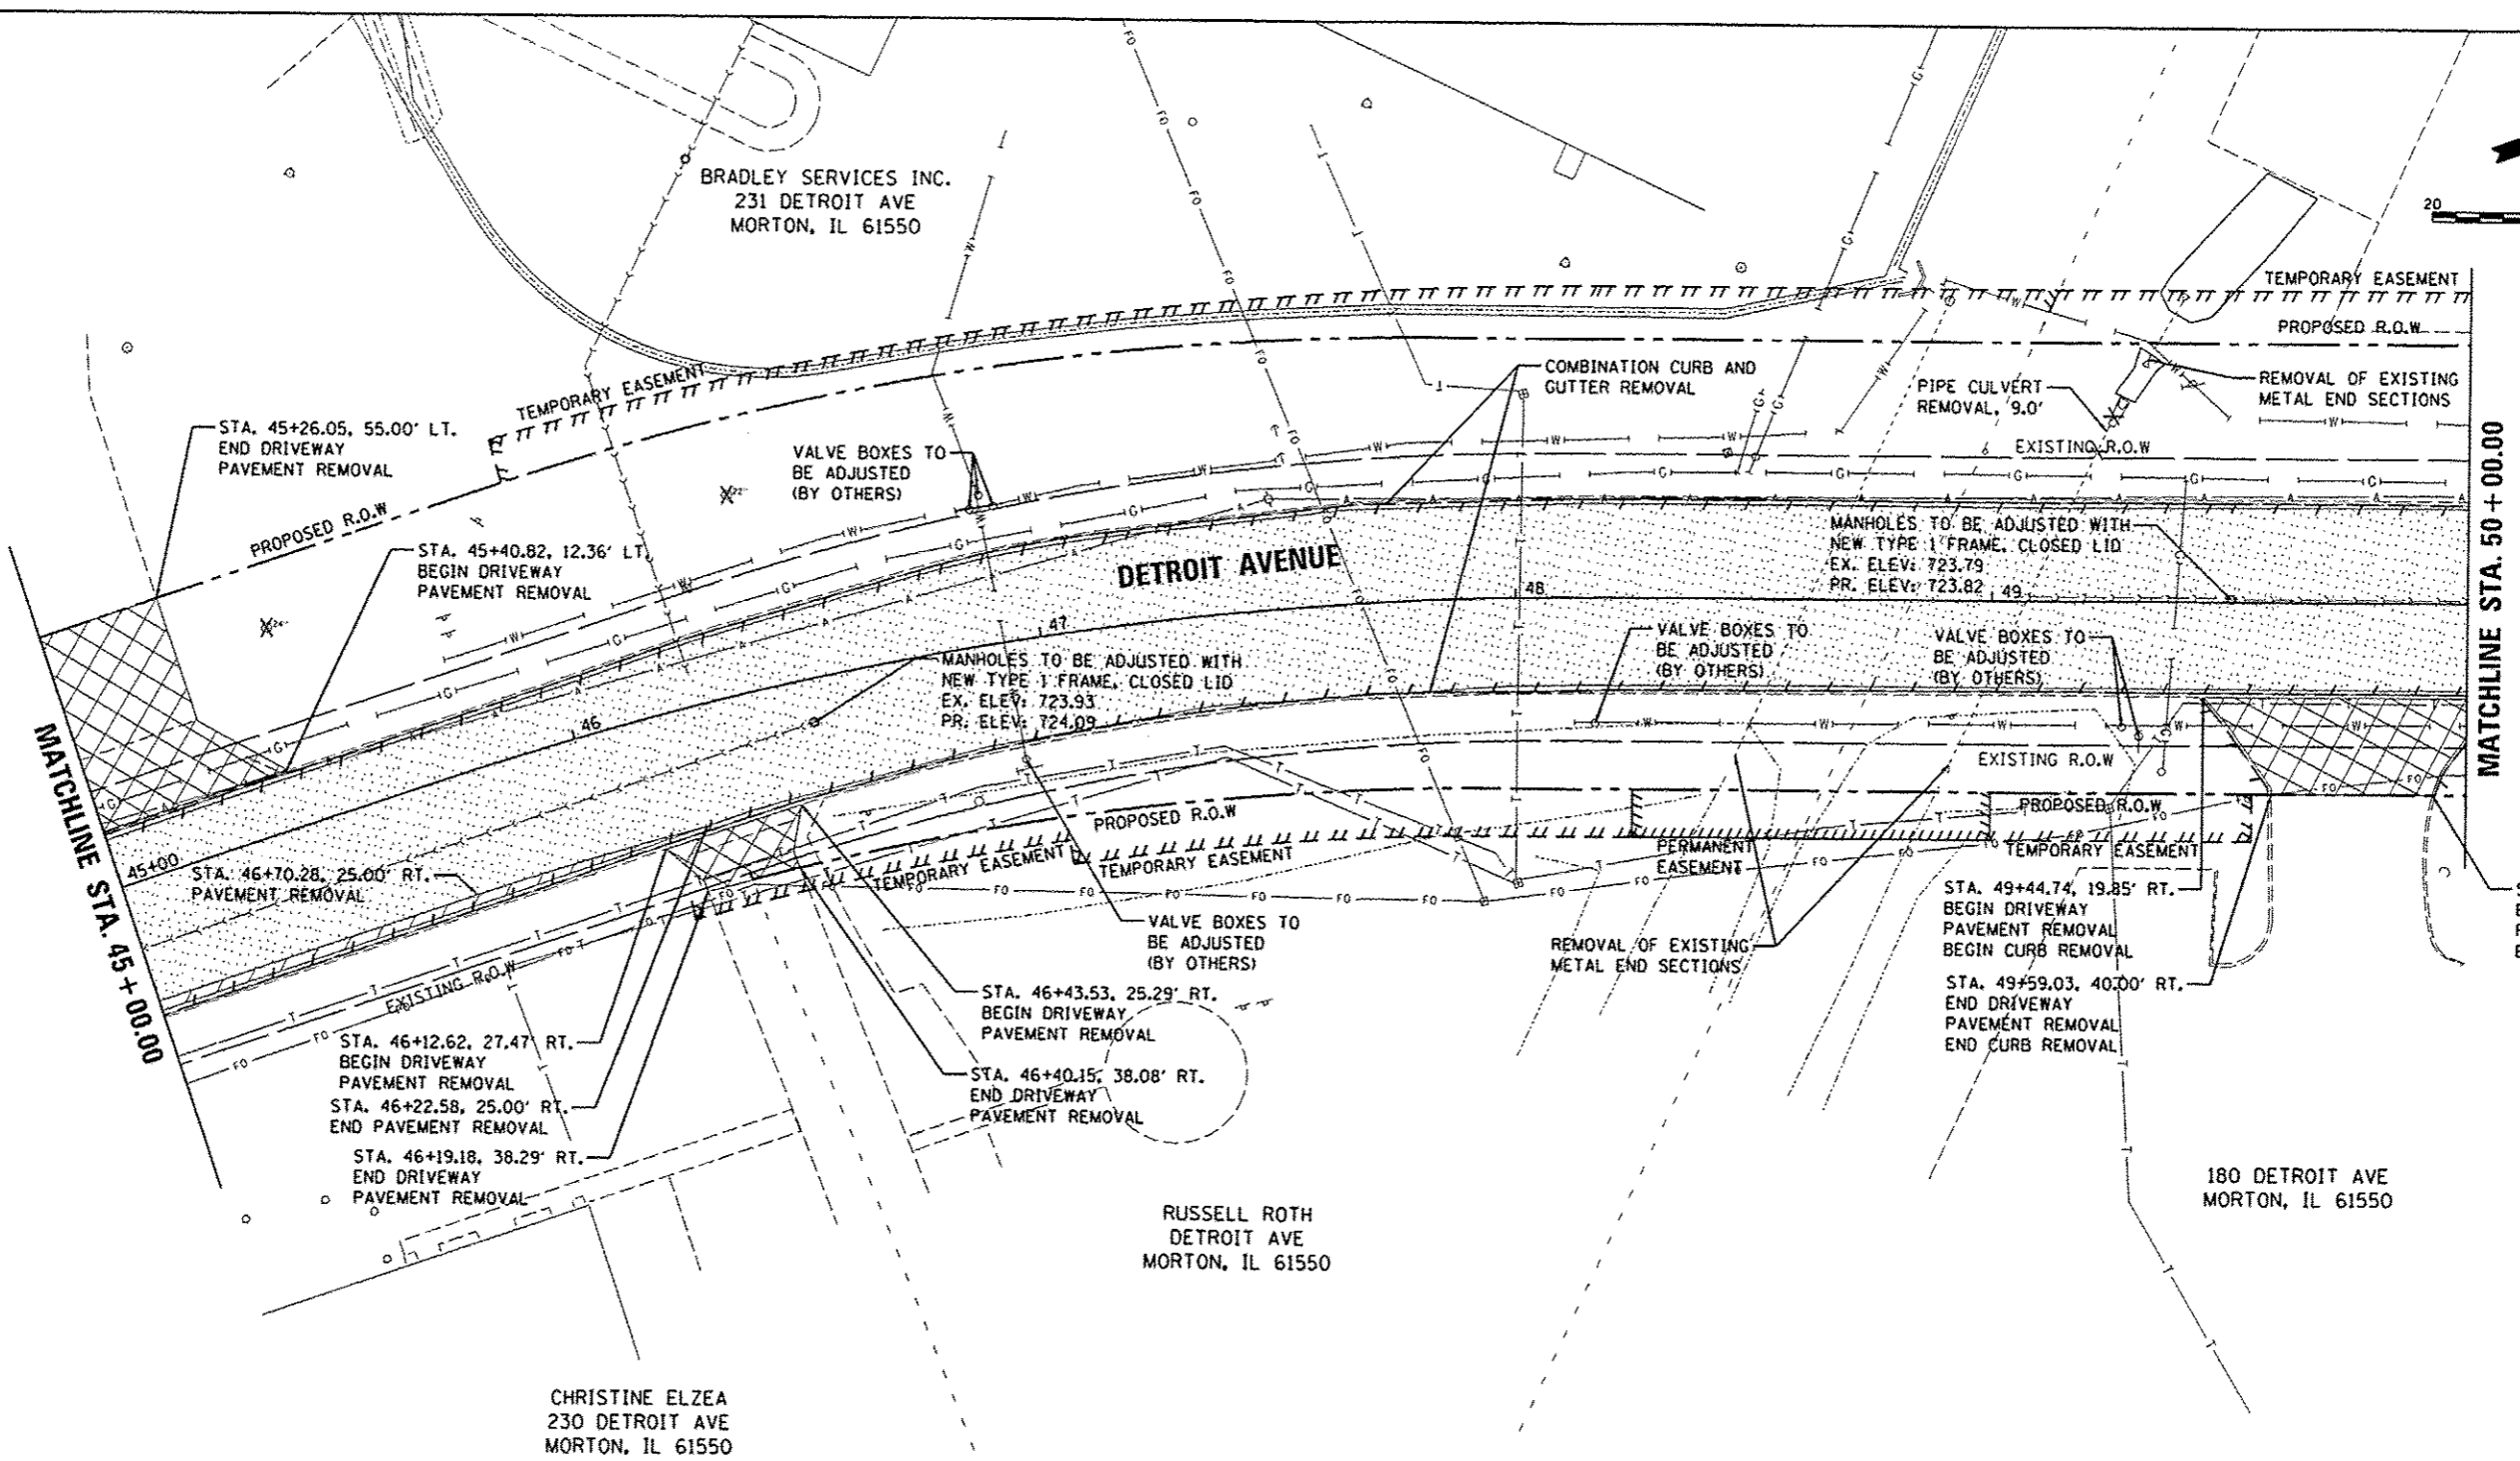 BRADLEY SERVICES INC.
231 DETROIT AVE
MORTON, IL 61550
20
TEMPORARY EASEMENT
PROPOSED R.O.W
COMBINATION CURB AND
GUTTER REMOVAL
PIPE CULVERT
REMOVAL, 9.0'
REMOVAL OF EXISTING
METAL END SECTIONS
TEMPORARY EASEMENT
STA. 45+26.05, 55.00' LT.
END DRIVEWAY
PAVEMENT REMOVAL
VALVE BOXES TO
BE ADJUSTED
(BY OTHERS)
EXISTING R.O.W
PROPOSED R.O.W
STA. 45+40.82, 12.36' LT.
BEGIN DRIVEWAY
PAVEMENT REMOVAL
DETROIT AVENUE
MANHOLES TO BE ADJUSTED WITH
NEW TYPE 1 FRAME, CLOSED LID
EX. ELEV: 723.79
PR. ELEV: 723.82
48
49
MATCHLINE STA. 50+00.00
47
46
45+00
MANHOLES TO BE ADJUSTED WITH
NEW TYPE 1 FRAME, CLOSED LID
EX. ELEV: 723.93
PR. ELEV: 724.09
VALVE BOXES TO
BE ADJUSTED
(BY OTHERS)
VALVE BOXES TO
BE ADJUSTED
(BY OTHERS)
MATCHLINE STA. 45+00.00
EXISTING R.O.W
PROPOSED R.O.W
PROPOSED R.O.W
TEMPORARY EASEMENT
TEMPORARY EASEMENT
PERMANENT
EASEMENT
TEMPORARY EASEMENT
STA. 46+70.28, 25.00' RT.
PAVEMENT REMOVAL
VALVE BOXES TO
BE ADJUSTED
(BY OTHERS)
REMOVAL OF EXISTING
METAL END SECTIONS
STA. 49+44.74, 19.85' RT.
BEGIN DRIVEWAY
PAVEMENT REMOVAL
BEGIN CURB REMOVAL
STA. 49+59.03, 40.00' RT.
END DRIVEWAY
PAVEMENT REMOVAL
END CURB REMOVAL
EXISTING R.O.W
STA. 46+43.53, 25.29' RT.
BEGIN DRIVEWAY
PAVEMENT REMOVAL
STA. 46+12.62, 27.47' RT.
BEGIN DRIVEWAY
PAVEMENT REMOVAL
STA. 46+40.15, 38.08' RT.
END DRIVEWAY
PAVEMENT REMOVAL
STA. 46+22.58, 25.00' RT.
END PAVEMENT REMOVAL
STA. 46+19.18, 38.29' RT.
END DRIVEWAY
PAVEMENT REMOVAL
RUSSELL ROTH
DETROIT AVE
MORTON, IL 61550
180 DETROIT AVE
MORTON, IL 61550
CHRISTINE ELZEA
230 DETROIT AVE
MORTON, IL 61550